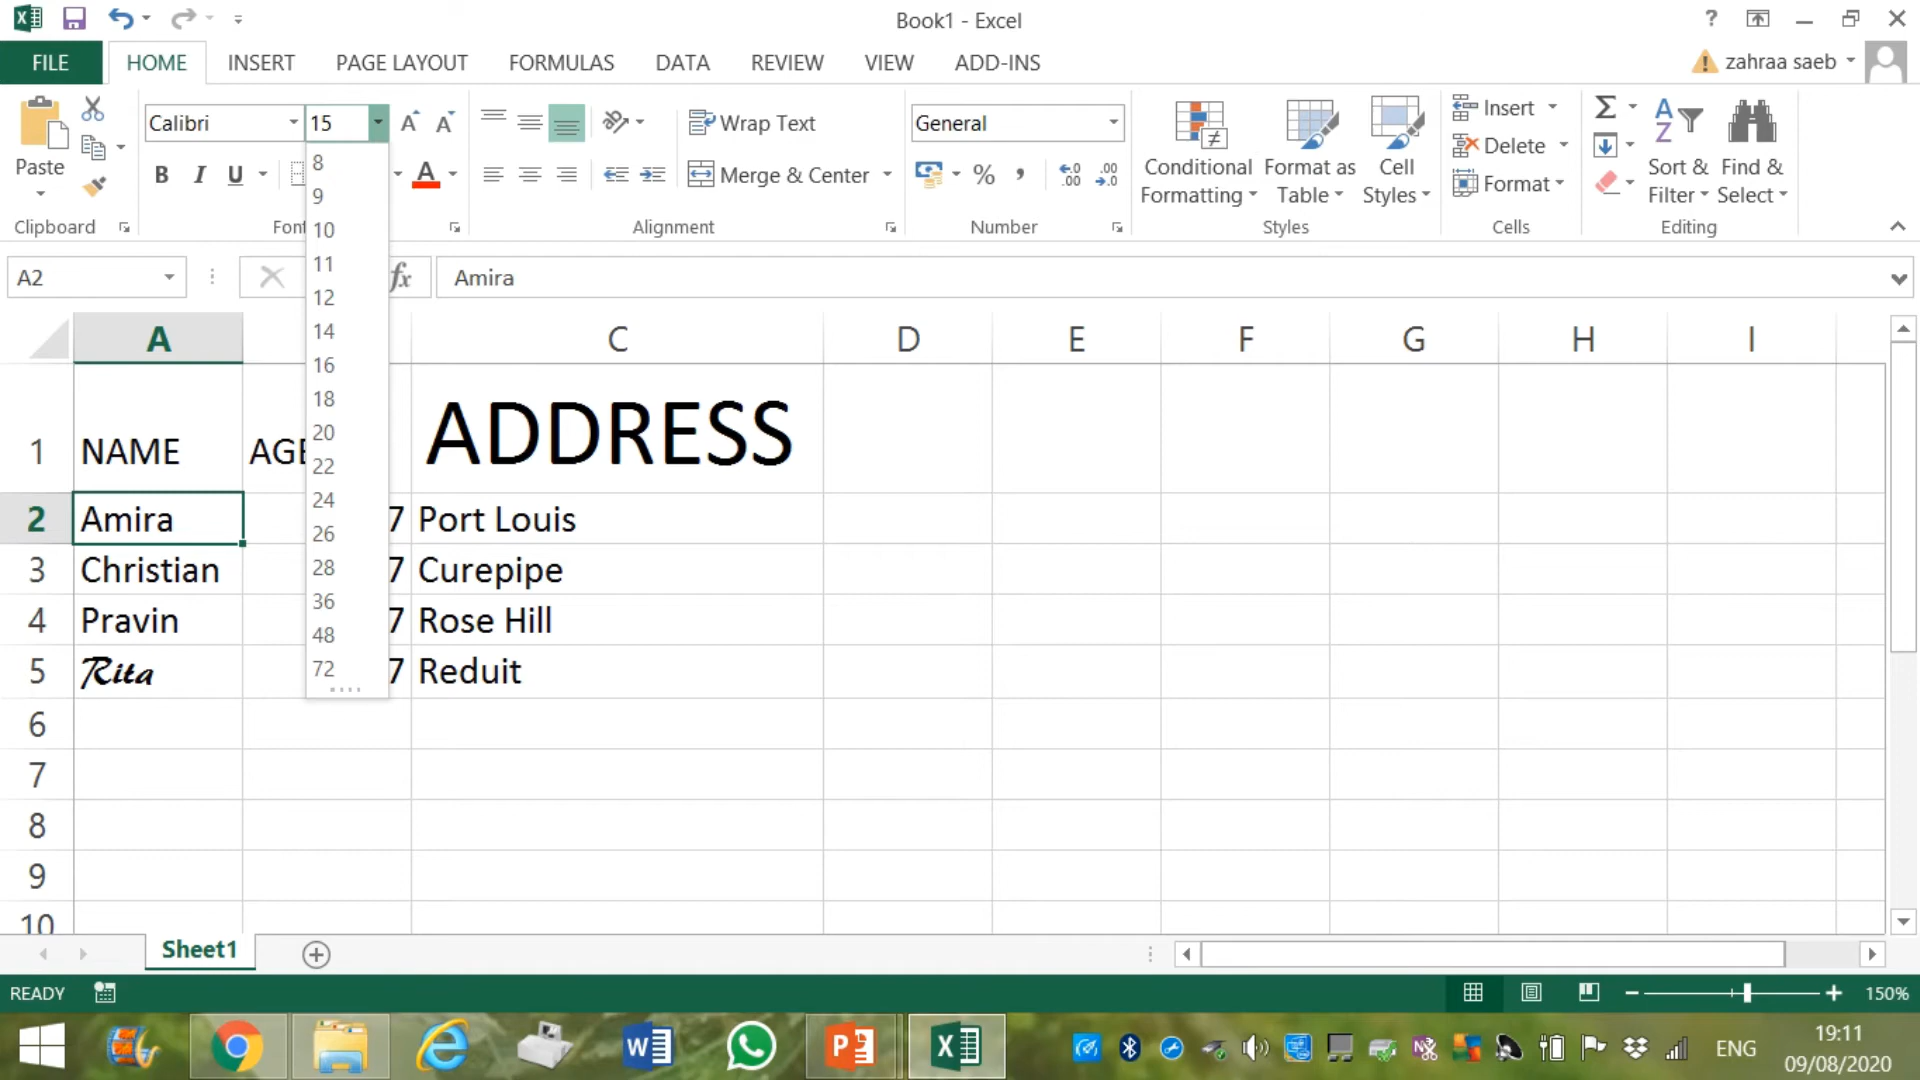 Book1 - Excel
?
FILE HOME INSERT PAGE LAYOUT FORMULAS DATA REVIEW VIEW ADD-INS zahraa saeb
Paste
Clipboard
Calibri 15
B I U A
Font
8
9
10
11
12
14
16
18
20
22
24
26
28
36
48
72
Wrap Text
Merge & Center
Alignment
General
%
Number
Conditional Formatting
Format as Table
Cell Styles
Styles
Insert
Delete
Format
Cells
Sort & Filter
Find & Select
Editing
A2 fx Amira
A C D E F G H I
1 NAME AGE ADDRESS
2 Amira 7 Port Louis
3 Christian 7 Curepipe
4 Pravin 7 Rose Hill
5 Rita 7 Reduit
6
7
8
9
10
Sheet1
READY 150%
ENG
19:11
09/08/2020